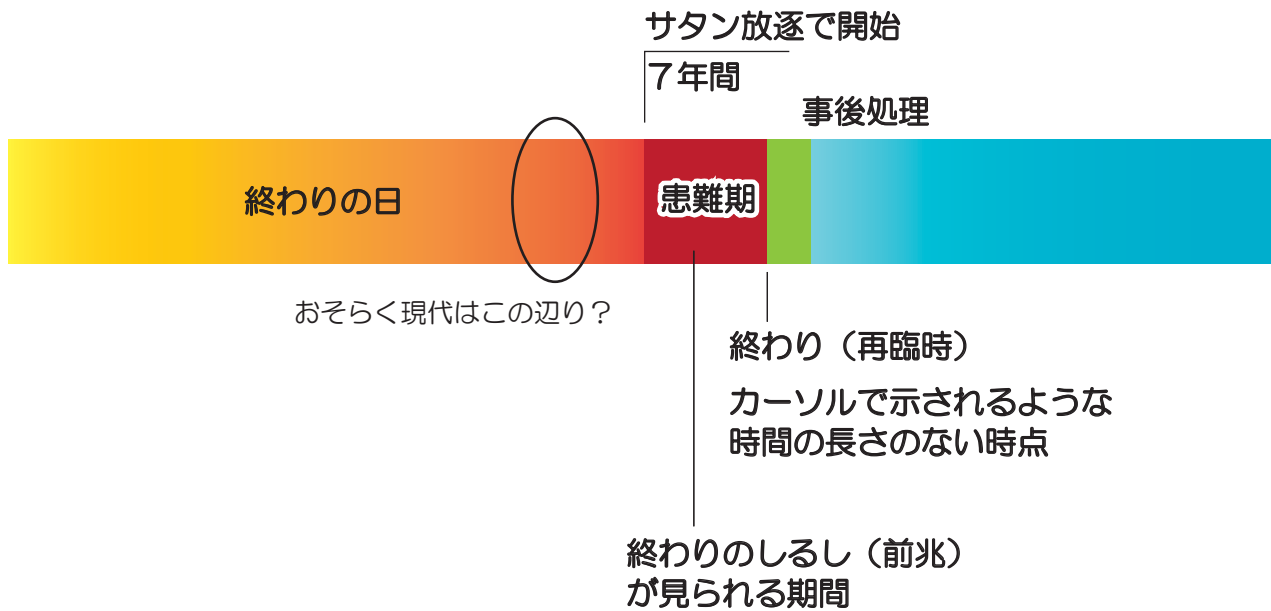 サタン放逐で開始
７年間
事後処理
終わりの日
患難期
おそらく現代はこの辺り？
終わり（再臨時）
カーソルで示されるような
時間の長さのない時点
終わりのしるし（前兆）
が見られる期間